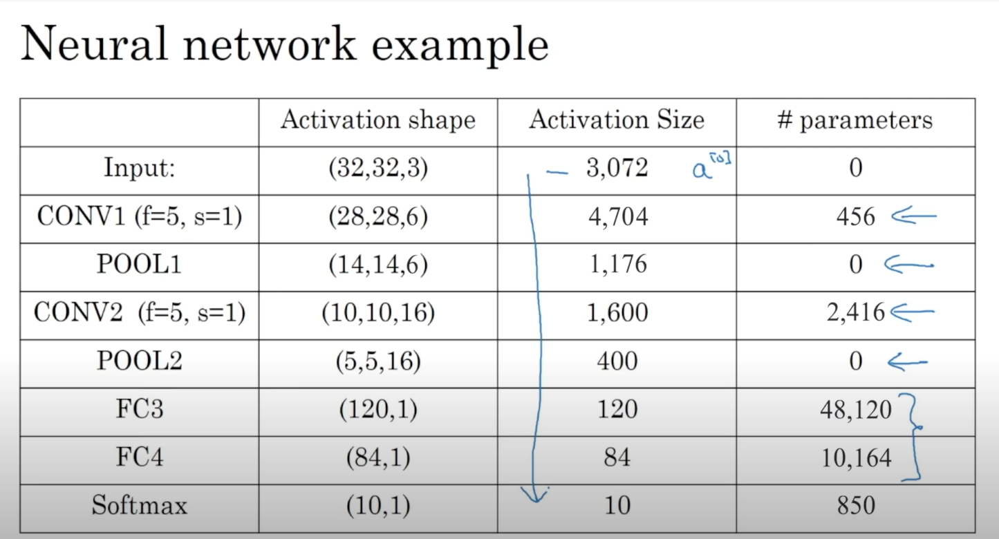 Neural network example
Activation shape Activation Size # parameters
Input: (32,32,3) – 3,072 a[0] 0
CONV1 (f=5, s=1) (28,28,6) 4,704 456 ←
POOL1 (14,14,6) 1,176 0 ←
CONV2 (f=5, s=1) (10,10,16) 1,600 2,416 ←
POOL2 (5,5,16) 400 0 ←
FC3 (120,1) 120 48,120
FC4 (84,1) 84 10,164
Softmax (10,1) 10 850